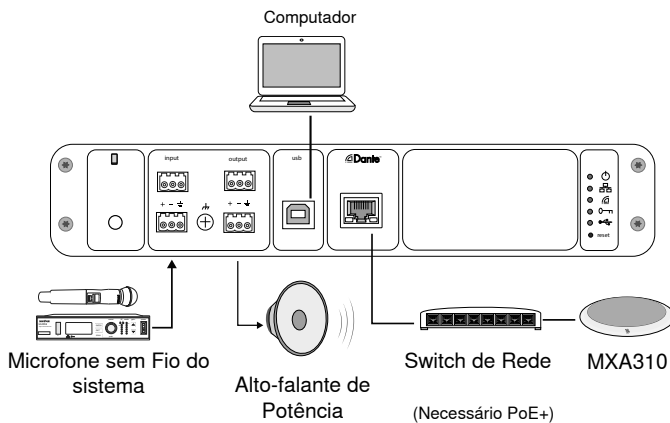 Computador
input
output
usb
Dante
+ − 
+ − 
reset
Microfone sem Fio do
sistema
Alto-falante de
Potência
Switch de Rede
(Necessário PoE+)
MXA310